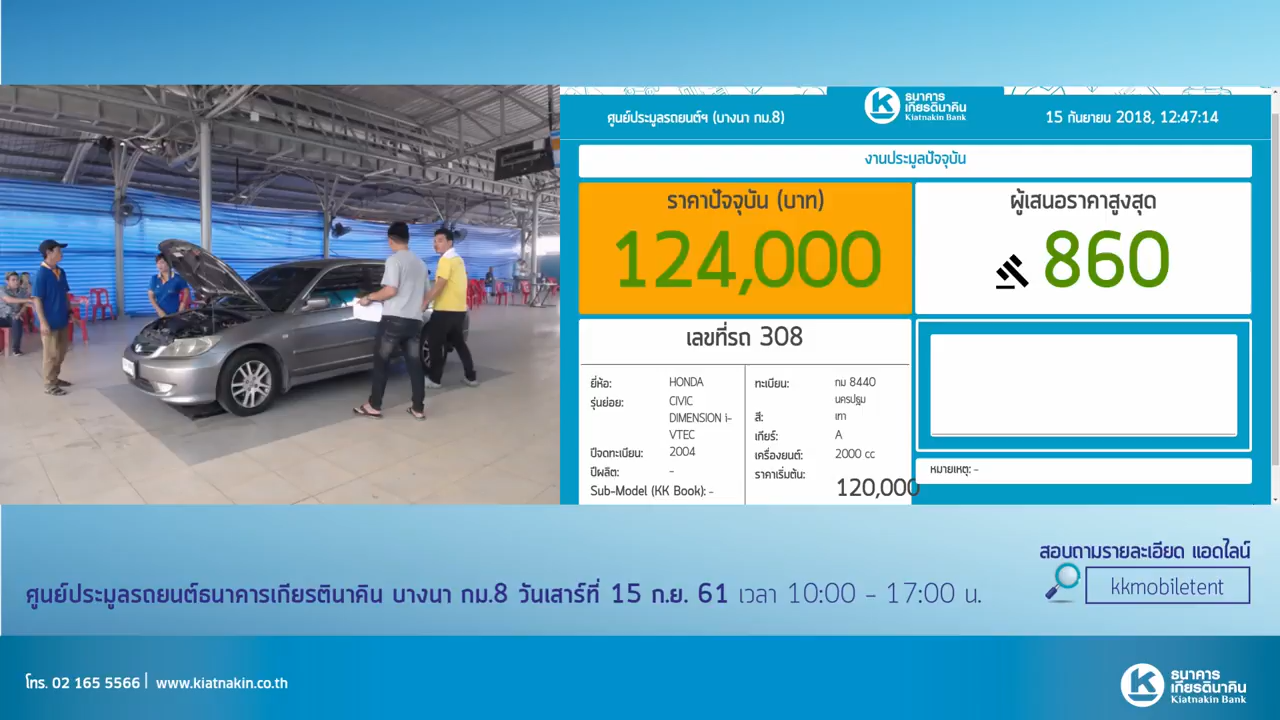 ธนาคาร
เกียรตินาคิน
Kiatnakin Bank
ศูนย์ประมูลรถยนต์ฯ (บางนา กม.8)
15 กันยายน 2018, 12:47:14
งานประมูลปัจจุบัน
ราคาปัจจุบัน (บาท)
124,000
ผู้เสนอราคาสูงสุด
860
เลขที่รถ 308
ยี่ห้อ: HONDA
รุ่นย่อย: CIVIC
DIMENSION i-
VTEC
ปีจดทะเบียน: 2004
ปีผลิต: -
Sub-Model (KK Book): -
ทะเบียน: กม 8440
นครปฐม
สี: เทา
เกียร์: A
เครื่องยนต์: 2000 cc
ราคาเริ่มต้น: 120,000
หมายเหตุ: -
สอบถามรายละเอียด แอดไลน์
kkmobiletent
ศูนย์ประมูลรถยนต์ธนาคารเกียรตินาคิน บางนา กม.8 วันเสาร์ที่ 15 ก.ย. 61 เวลา 10:00 - 17:00 น.
โทร. 02 165 5566 | www.kiatnakin.co.th
ธนาคาร
เกียรตินาคิน
Kiatnakin Bank